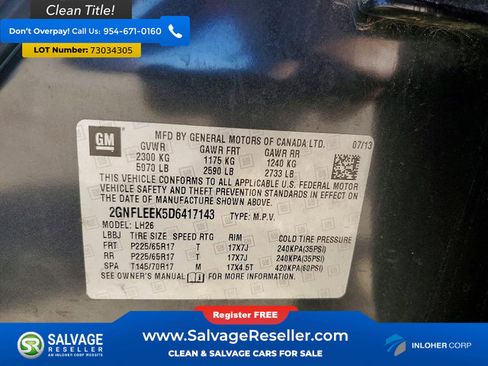 Clean Title!
Don't Overpay! Call Us: 954-671-0160
Lot Number: 73034305
GM
MFD BY GENERAL MOTORS OF CANADA LTD. 07/13
GVWR GAWR FRT GAWR RR
2300 KG 1175 KG 1240 KG
5070 LB 2590 LB 2733 LB
THIS VEHICLE CONFORMS TO ALL APPLICABLE U.S. FEDERAL MOTOR
VEHICLE SAFETY AND THEFT PREVENTION STANDARDS IN EFFECT ON
THE DATE OF MANUFACTURE SHOWN ABOVE.
2GNFLEEK5D6417143 TYPE: M.P.V.
MODEL: LH26
LBBJ TIRE SIZE SPEED RTG RIM COLD TIRE PRESSURE
FRT P225/65R17 T 17X7J 240KPA(35PSI)
RR P225/65R17 T 17X7J 240KPA(35PSI)
SPA T145/70R17 M 17X4.5T 420KPA(60PSI)
SEE OWNER'S MANUAL FOR MORE INFORMATION.
Register FREE!
SALVAGE
RESELLER
AN INLOHER CORP WEBSITE
www.SalvageReseller.com
CLEAN & SALVAGE CARS FOR SALE
INLOHER CORP